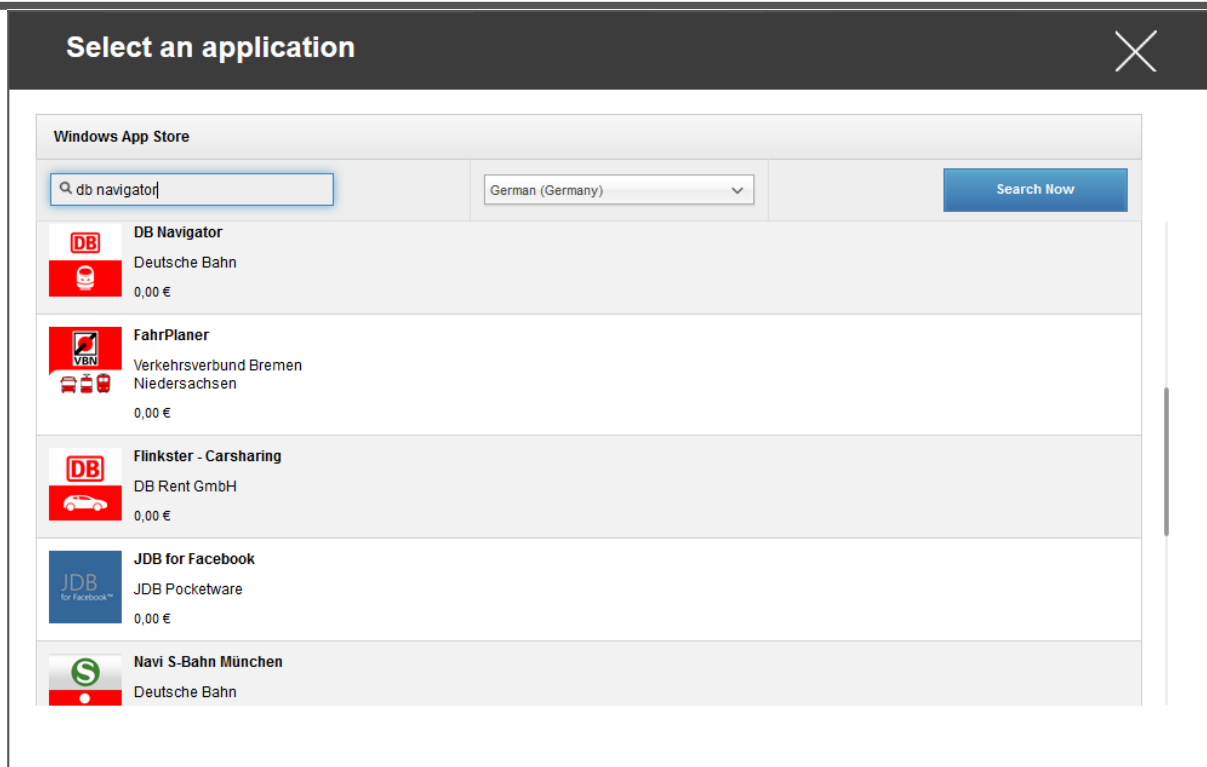 Select an application
Windows App Store
db navigator
German (Germany)
Search Now
DB
DB Navigator
Deutsche Bahn
0,00 €
VBN
FahrPlaner
Verkehrsverbund Bremen
Niedersachsen
0,00 €
DB
Flinkster - Carsharing
DB Rent GmbH
0,00 €
JDB
for Facebook™
JDB for Facebook
JDB Pocketware
0,00 €
S
Navi S-Bahn München
Deutsche Bahn